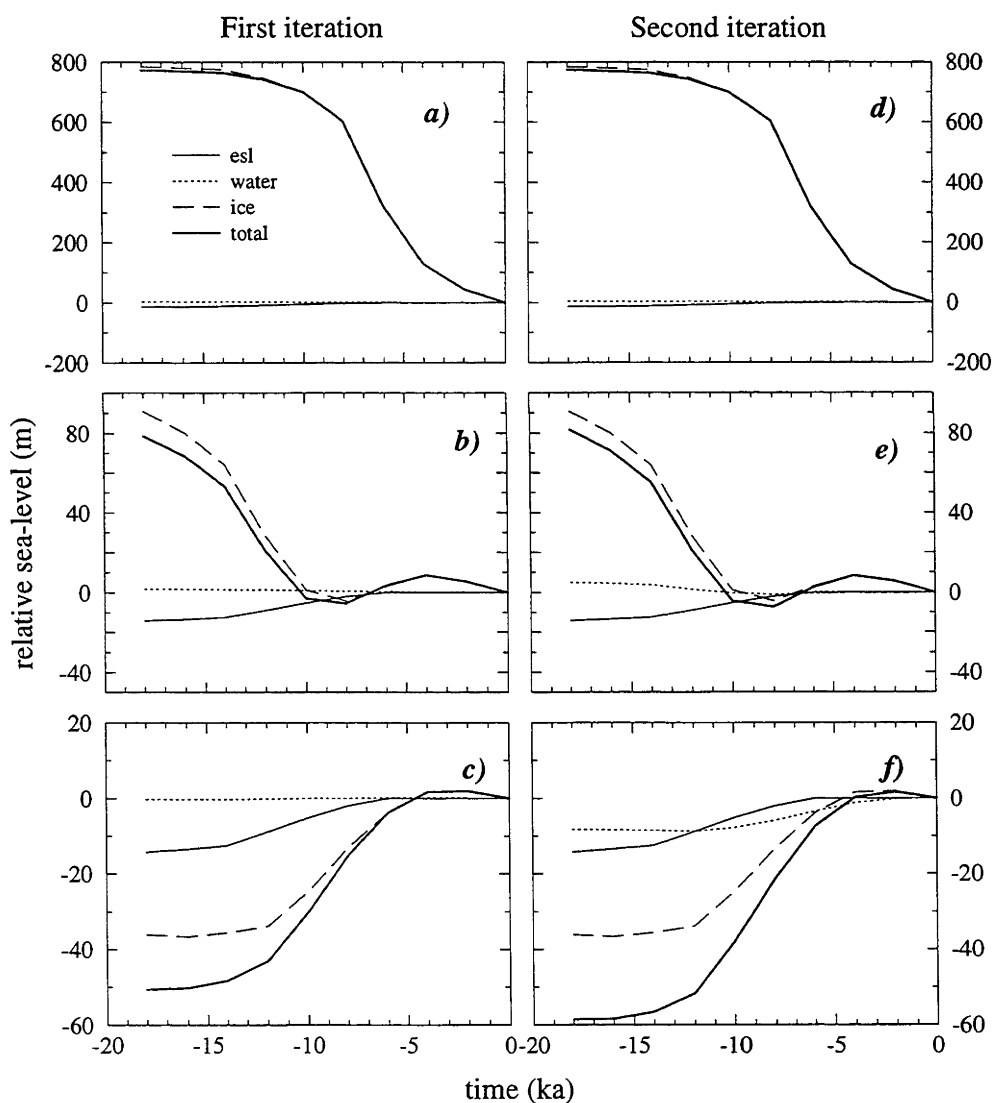 First iteration
Second iteration
800
600
400
200
0
-200
a)
esl
water
ice
total
d)
800
600
400
200
0
-200
relative sea-level (m)
80
40
0
-40
b)
e)
80
40
0
-40
20
0
-20
-40
-60
c)
f)
20
0
-20
-40
-60
-20
-15
-10
-5
0
-20
-15
-10
-5
0
time (ka)